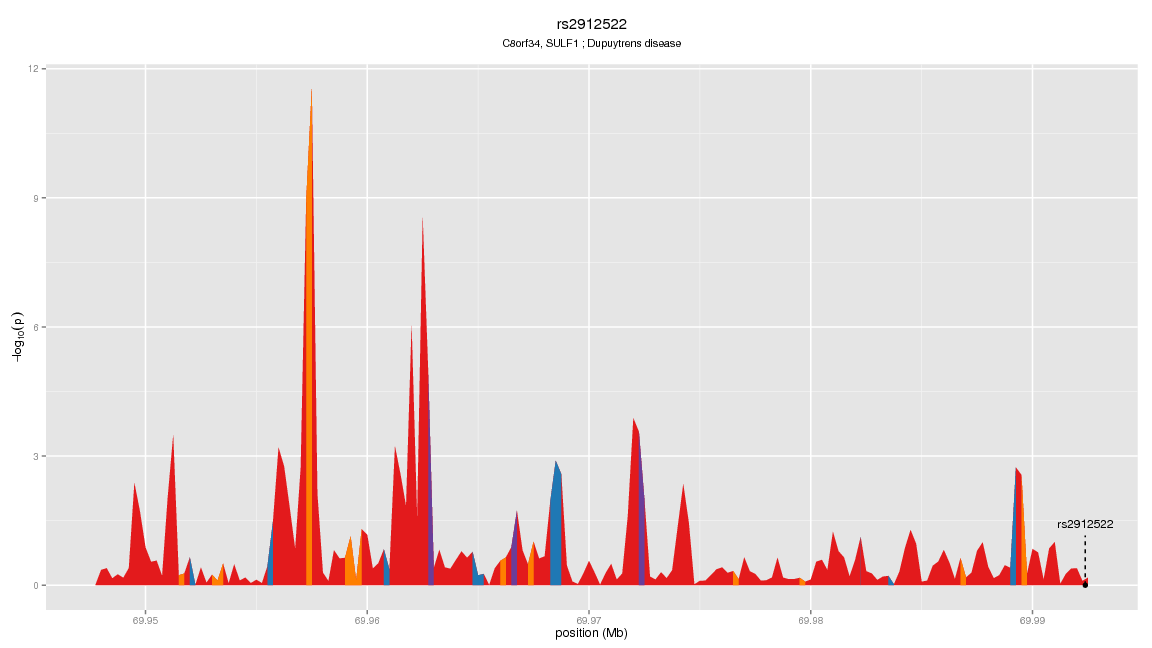 rs2912522
C8orf34, SULF1 ; Dupuytrens disease
12
9
6
3
0
−log10(p)
rs2912522
69.95 69.96 69.97 69.98 69.99
position (Mb)